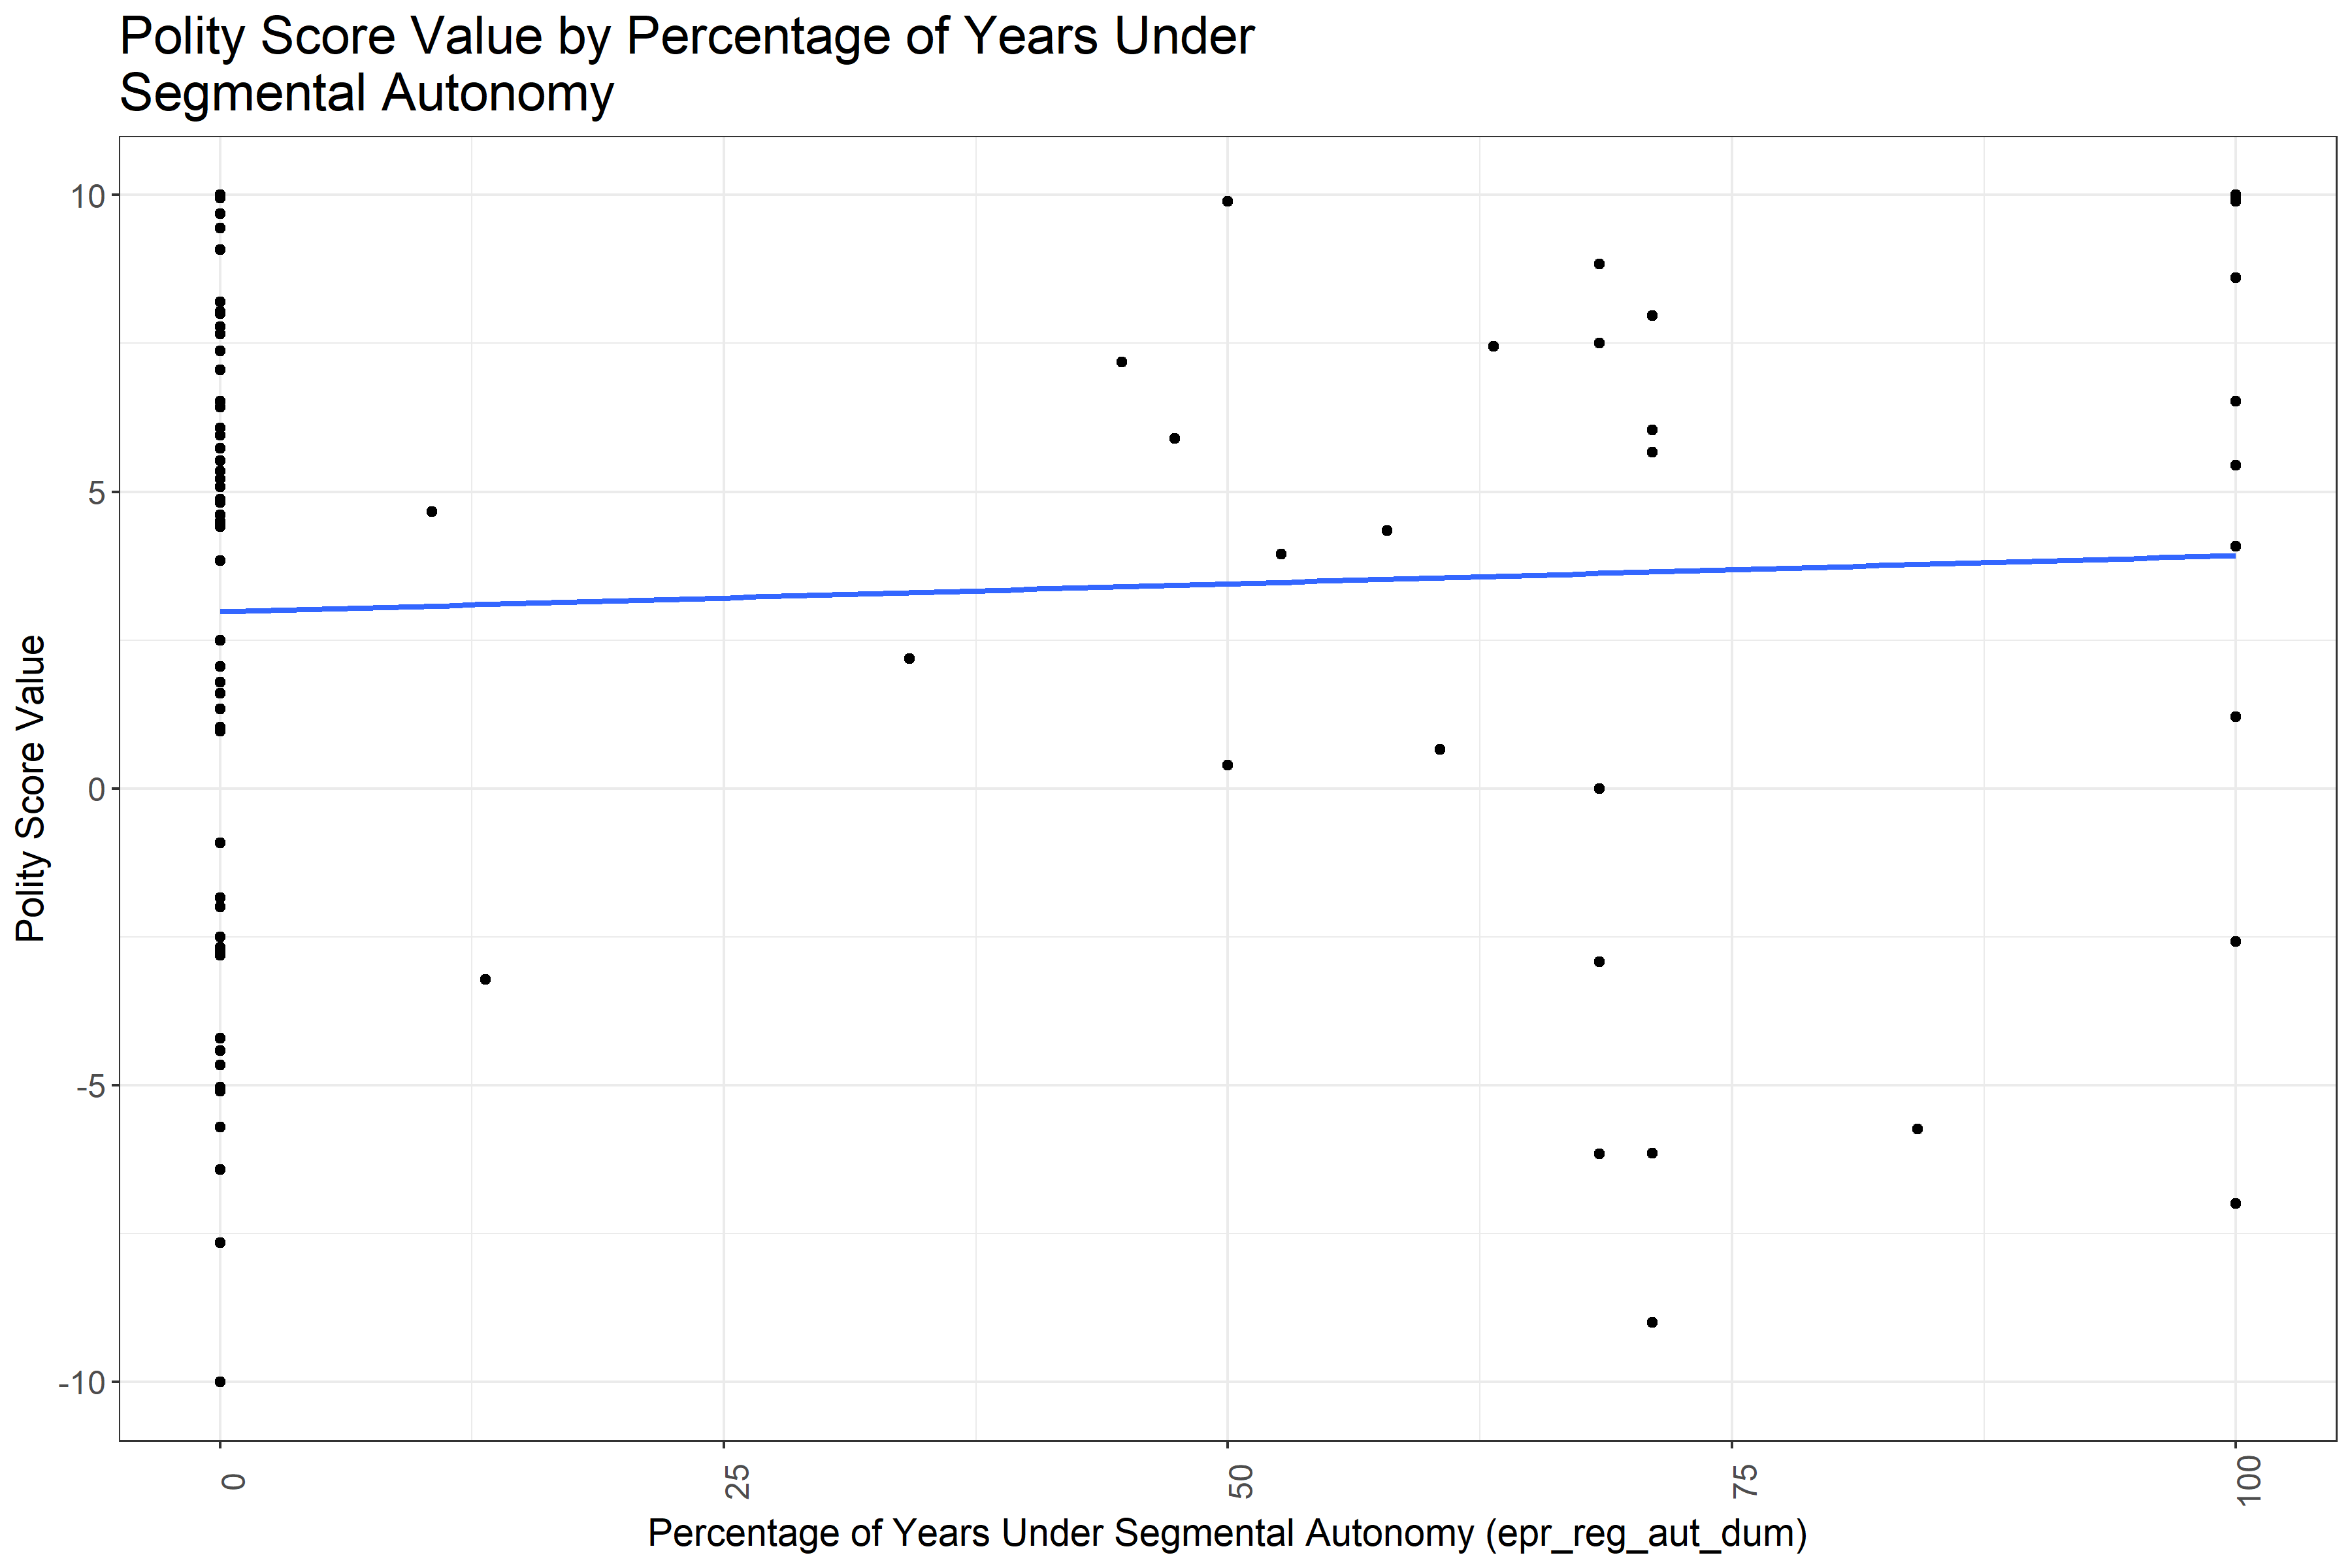 Polity Score Value by Percentage of Years Under
Segmental Autonomy
10
5
0
-5
-10
Polity Score Value
0
25
50
75
100
Percentage of Years Under Segmental Autonomy (epr_reg_aut_dum)